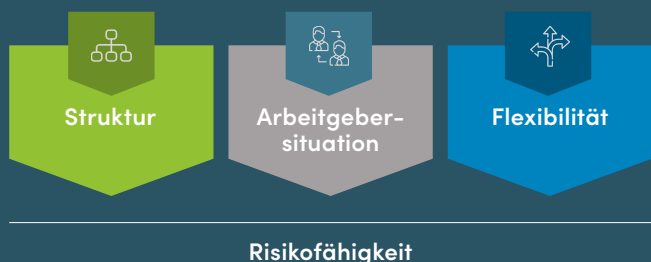 Struktur
Arbeitgeber-
situation
Flexibilität
Risikofähigkeit